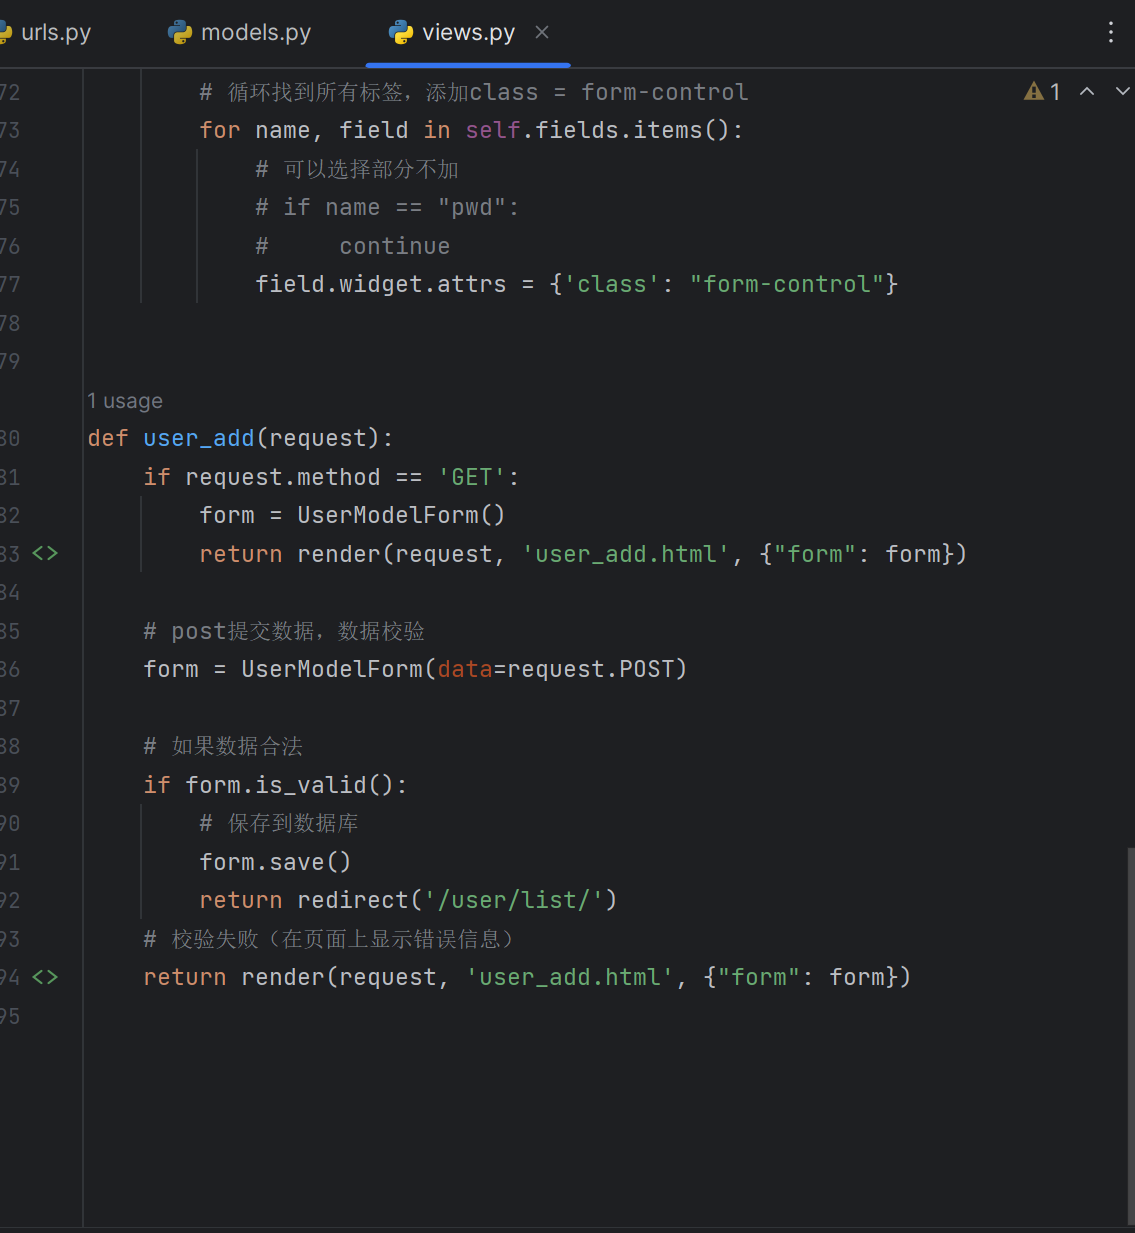 urls.py models.py views.py
72 # 循环找到所有标签，添加class = form-control 1
73 for name, field in self.fields.items():
74 # 可以选择部分不加
75 # if name == "pwd":
76 #     continue
77 field.widget.attrs = {'class': "form-control"}
78
79
1 usage
80 def user_add(request):
81 if request.method == 'GET':
82 form = UserModelForm()
83 return render(request, 'user_add.html', {"form": form})
84
85 # post提交数据，数据校验
86 form = UserModelForm(data=request.POST)
87
88 # 如果数据合法
89 if form.is_valid():
90 # 保存到数据库
91 form.save()
92 return redirect('/user/list/')
93 # 校验失败（在页面上显示错误信息）
94 return render(request, 'user_add.html', {"form": form})
95